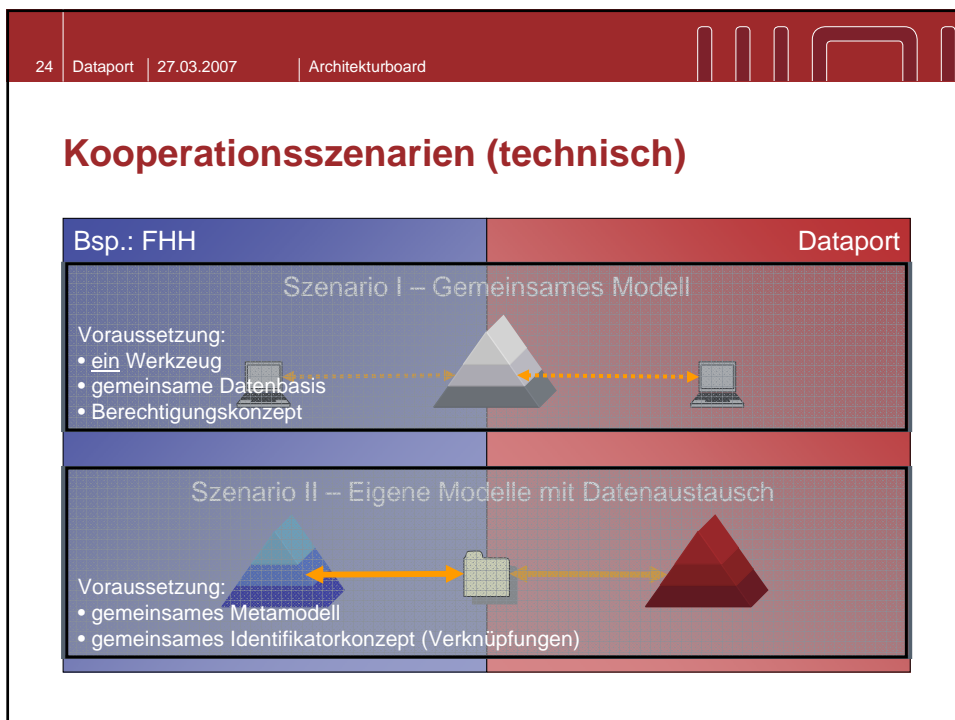 24 Dataport 27.03.2007 Architekturboard
Kooperationsszenarien (technisch)
Bsp.: FHH Dataport
Szenario I – Gemeinsames Modell
Voraussetzung:
• ein Werkzeug
• gemeinsame Datenbasis
• Berechtigungskonzept
Szenario II – Eigene Modelle mit Datenaustausch
Voraussetzung:
• gemeinsames Metamodell
• gemeinsames Identifikatorkonzept (Verknüpfungen)